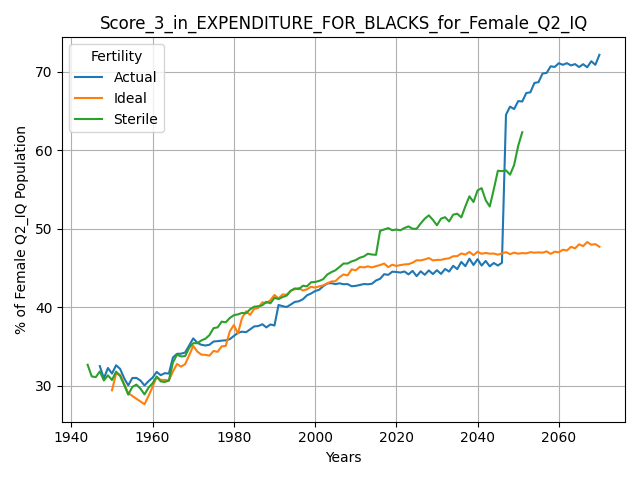 Score_3_in_EXPENDITURE_FOR_BLACKS_for_Female_Q2_IQ
Fertility
Actual
Ideal
Sterile
% of Female Q2_IQ Population
70
60
50
40
30
1940
1960
1980
2000
2020
2040
2060
Years